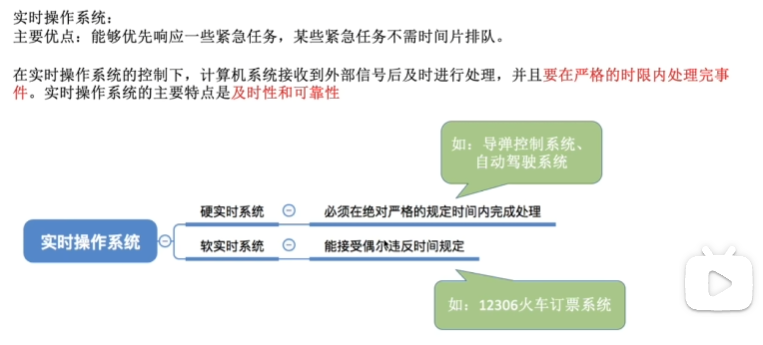 实时操作系统：
主要优点：能够优先响应一些紧急任务，某些紧急任务不需时间片排队。
在实时操作系统的控制下，计算机系统接收到外部信号后及时进行处理，并且要在严格的时限内处理完事
件。实时操作系统的主要特点是及时性和可靠性
如：导弹控制系统、
自动驾驶系统
硬实时系统
必须在绝对严格的规定时间内完成处理
实时操作系统
软实时系统
能接受偶尔违反时间规定
如：12306火车订票系统